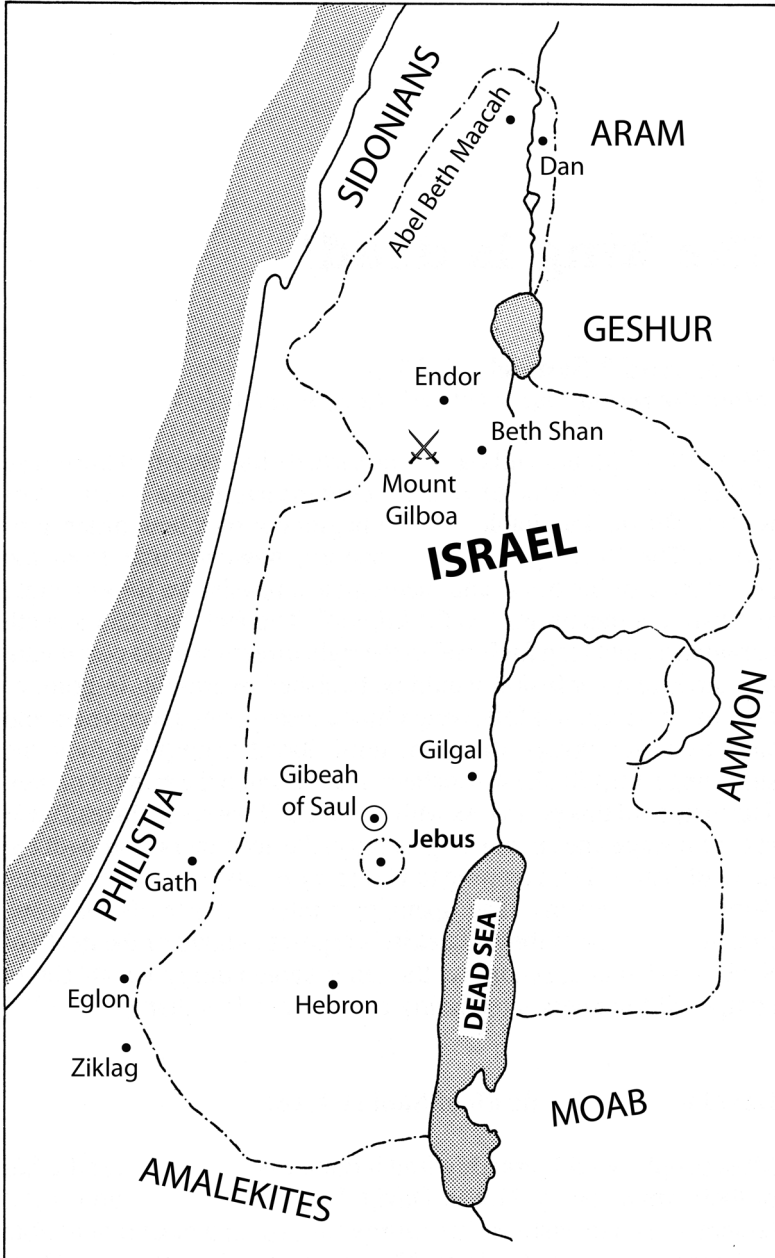 SIDONIANS
Abel Beth Maacah
ARAM
Dan
GESHUR
Endor
Beth Shan
Mount
Gilboa
ISRAEL
AMMON
Gilgal
Gibeah
of Saul
Jebus
PHILISTIA
Gath
DEAD SEA
Eglon
Hebron
Ziklag
MOAB
AMALEKITES